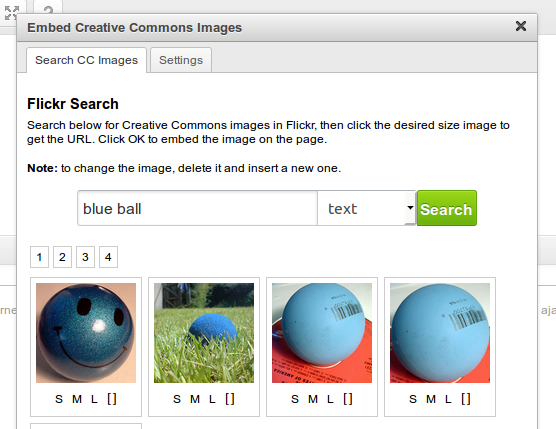 ?
Embed Creative Commons Images
Search CC Images
Settings
Flickr Search
Search below for Creative Commons images in Flickr, then click the desired size image to
get the URL. Click OK to embed the image on the page.
Note: to change the image, delete it and insert a new one.
blue ball
text
Search
1 2 3 4
S M L [ ]
S M L [ ]
S M L [ ]
S M L [ ]